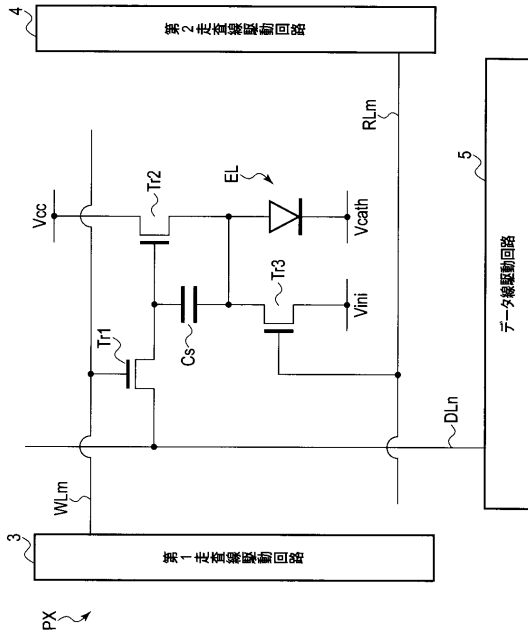 PX
3
第1走査線駆動回路
WLm
Tr1
Vcc
Tr2
Cs
EL
Tr3
Vini
Vcath
DLn
RLm
4
第2走査線駆動回路
5
データ線駆動回路